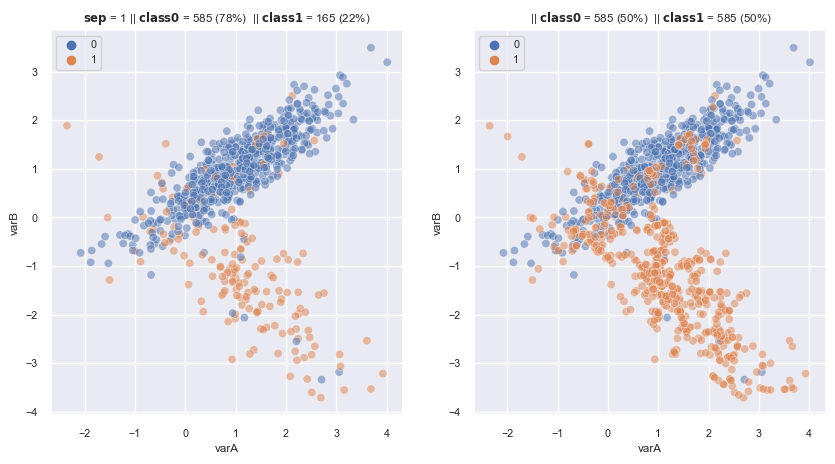 sep = 1 || class0 = 585 (78%) || class1 = 165 (22%)
0
1
3
2
1
0
−1
−2
−3
−4
varB
−2 −1 0 1 2 3 4
varA
|| class0 = 585 (50%) || class1 = 585 (50%)
0
1
3
2
1
0
−1
−2
−3
−4
varB
−2 −1 0 1 2 3 4
varA